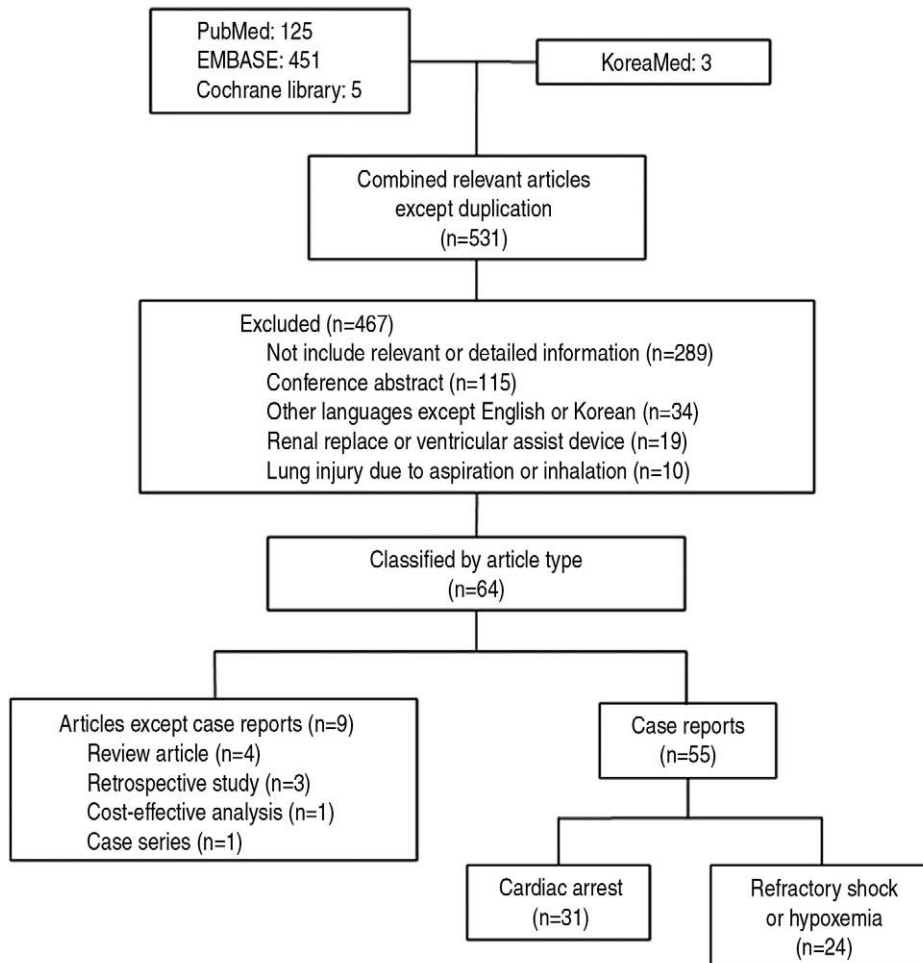 PubMed: 125
EMBASE: 451
Cochrane library: 5
KoreaMed: 3
Combined relevant articles
except duplication
(n=531)
Excluded (n=467)
Not include relevant or detailed information (n=289)
Conference abstract (n=115)
Other languages except English or Korean (n=34)
Renal replace or ventricular assist device (n=19)
Lung injury due to aspiration or inhalation (n=10)
Classified by article type
(n=64)
Articles except case reports (n=9)
Review article (n=4)
Retrospective study (n=3)
Cost-effective analysis (n=1)
Case series (n=1)
Case reports
(n=55)
Cardiac arrest
(n=31)
Refractory shock
or hypoxemia
(n=24)